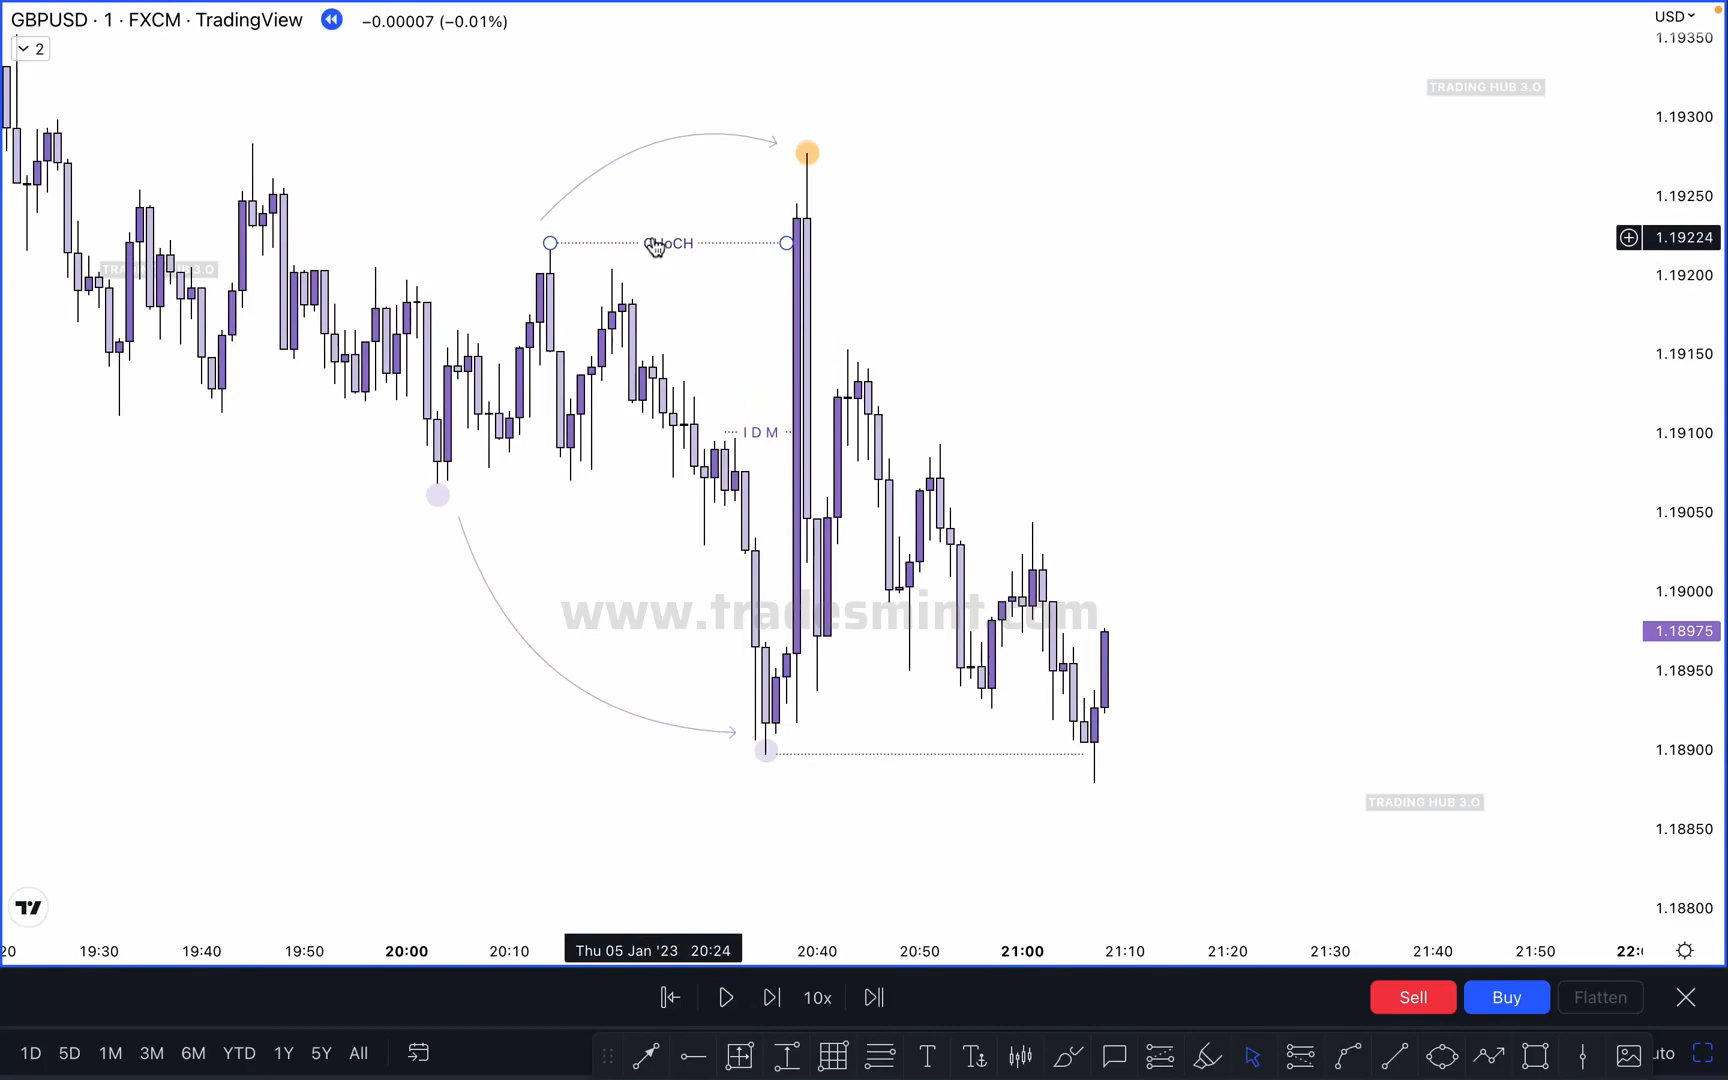 GBPUSD · 1 · FXCM · TradingView −0.00007 (−0.01%)
USD
2
1.19350
TRADING HUB 3.O
1.19300
1.19250
1.19224
1.19200
1.19150
1.19100
I D M
1.19050
1.19000
www.tradesmint.com
1.18975
1.18950
1.18900
TRADING HUB 3.O
1.18850
1.18800
20 19:30 19:40 19:50 20:00 20:10 Thu 05 Jan '23 20:24 20:40 20:50 21:00 21:10 21:20 21:30 21:40 21:50
10x
Sell Buy Flatten
1D 5D 1M 3M 6M YTD 1Y 5Y All